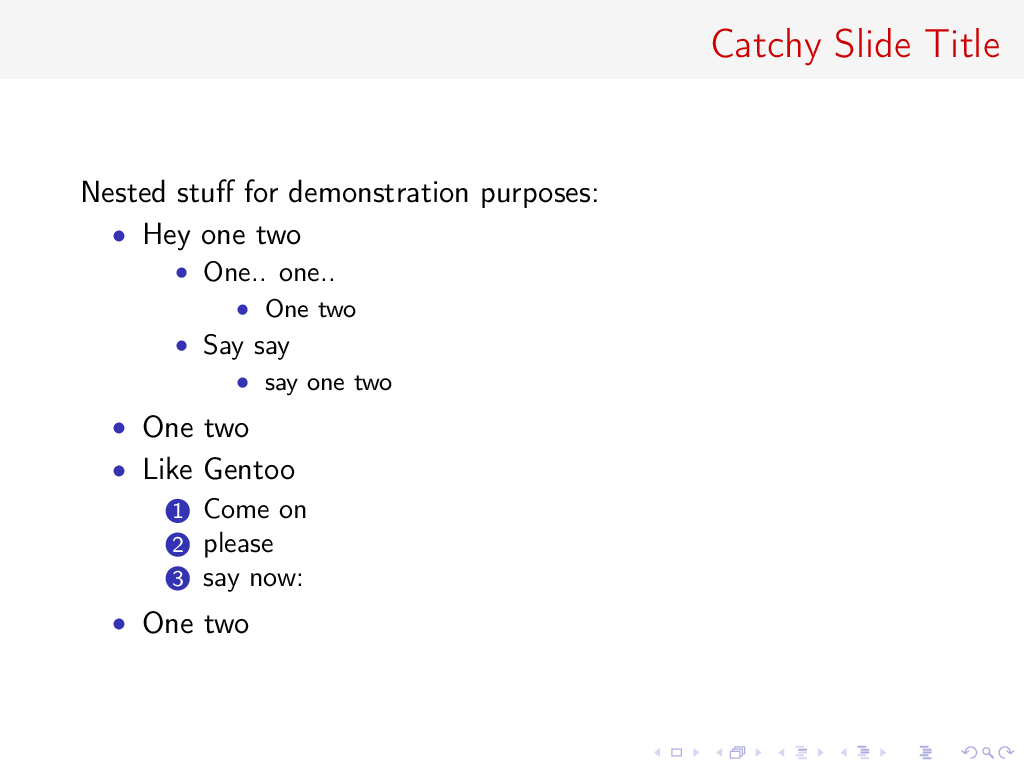 Catchy Slide Title
Nested stuff for demonstration purposes:
• Hey one two
• One.. one..
• One two
• Say say
• say one two
• One two
• Like Gentoo
1 Come on
2 please
3 say now:
• One two